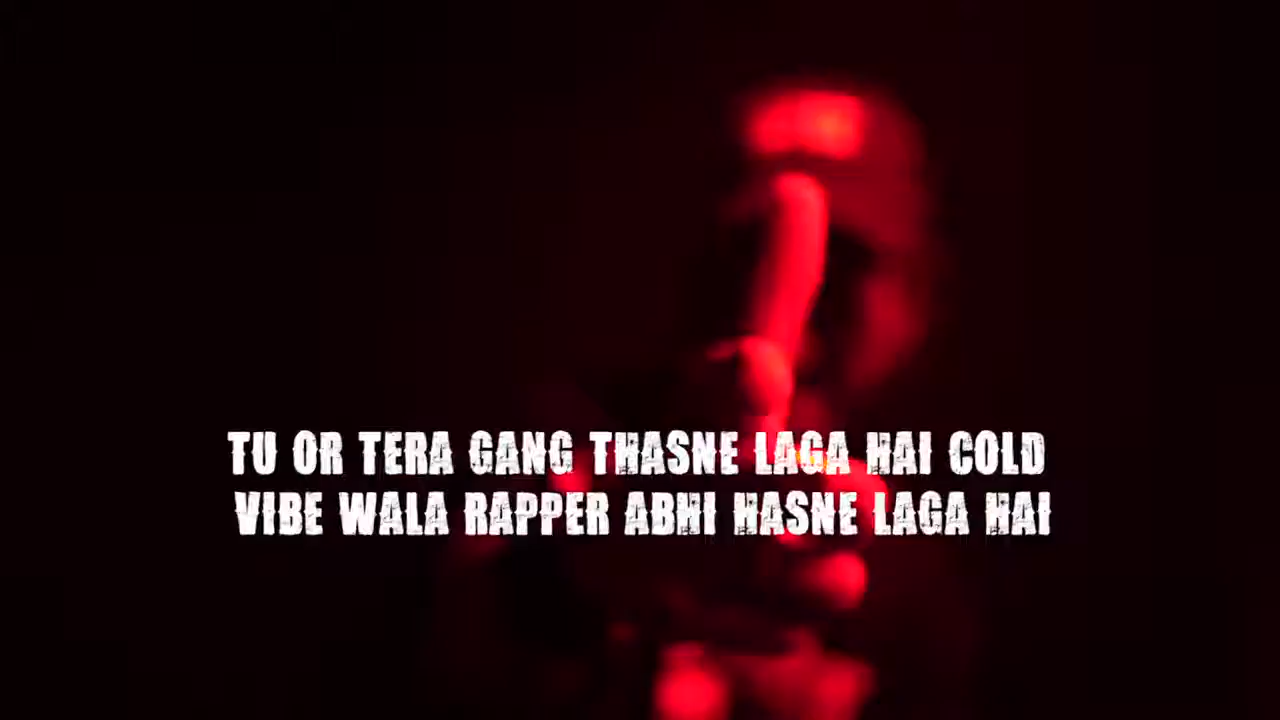 TU OR TERA GANG THASNE LAGA HAI COLD
VIBE WALA RAPPER ABHI HASNE LAGA HAI